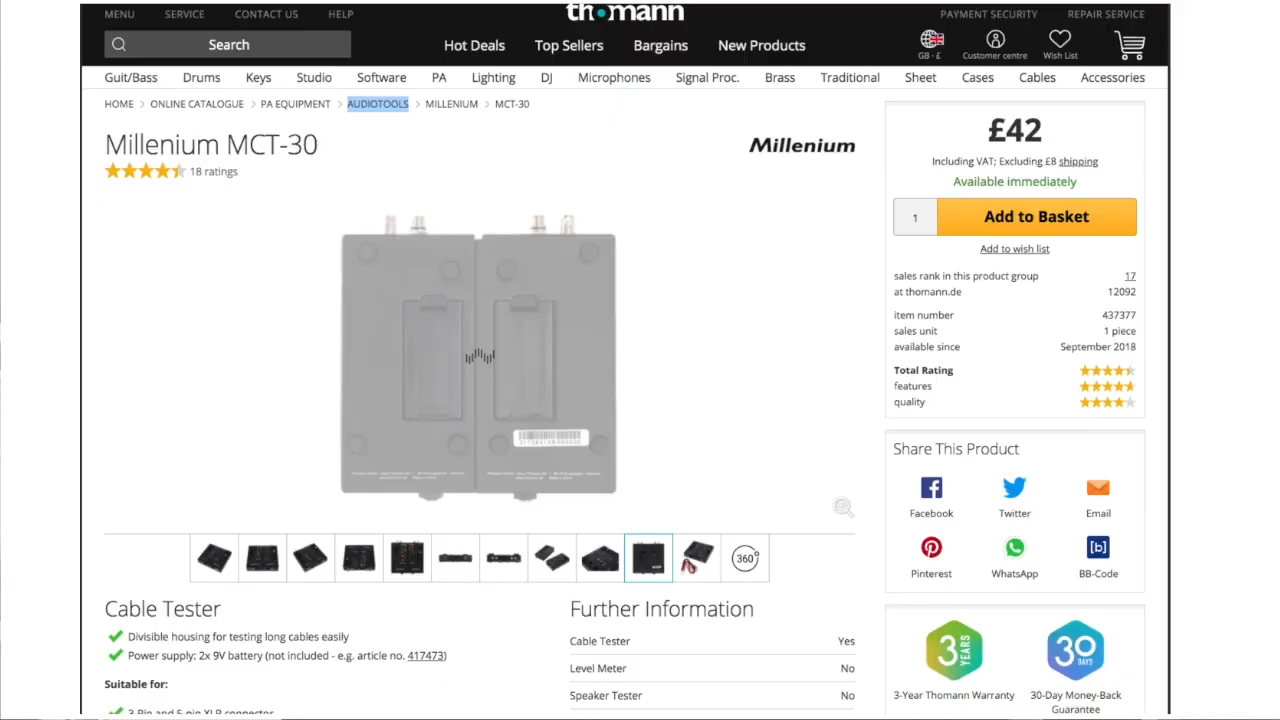 MENU SERVICE CONTACT US HELP
thomann
PAYMENT SECURITY REPAIR SERVICE
Search
Hot Deals Top Sellers Bargains New Products
GB · £ Customer centre Wish List
Guit/Bass Drums Keys Studio Software PA Lighting DJ Microphones Signal Proc. Brass Traditional Sheet Cases Cables Accessories
HOME > ONLINE CATALOGUE > PA EQUIPMENT > AUDIOTOOLS > MILLENIUM > MCT-30
Millenium MCT-30
Millenium
18 ratings
360°
Cable Tester
Divisible housing for testing long cables easily
Power supply: 2x 9V battery (not included - e.g. article no. 417473)
Suitable for:
3-Pin and 5-pin XLR connector
Further Information
Cable Tester Yes
Level Meter No
Speaker Tester No
£42
Including VAT; Excluding £8 shipping
Available immediately
1 Add to Basket
Add to wish list
sales rank in this product group 17
at thomann.de 12092
item number 437377
sales unit 1 piece
available since September 2018
Total Rating
features
quality
Share This Product
Facebook Twitter Email
[b]
Pinterest WhatsApp BB-Code
3 YEARS 30 DAYS
3-Year Thomann Warranty 30-Day Money-Back
Guarantee